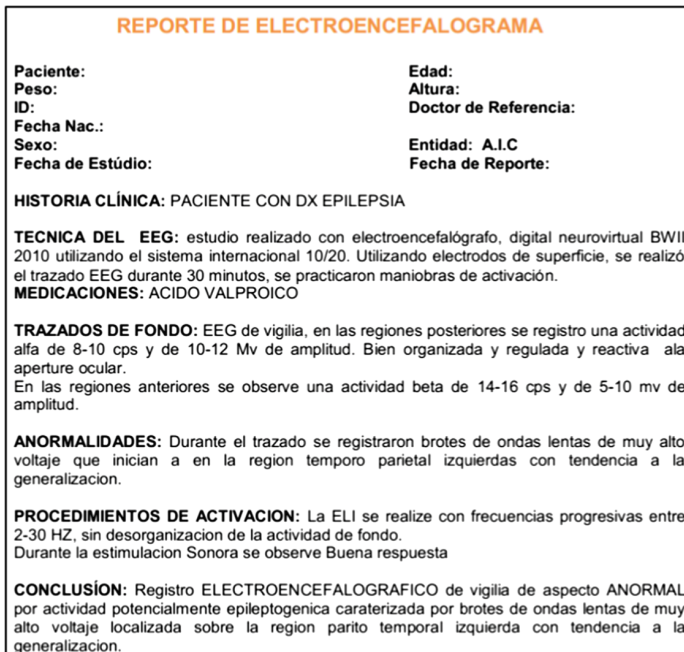 REPORTE DE ELECTROENCEFALOGRAMA
Paciente: Edad:
Peso: Altura:
ID: Doctor de Referencia:
Fecha Nac.:
Sexo: Entidad: A.I.C
Fecha de Estúdio: Fecha de Reporte:
HISTORIA CLÍNICA: PACIENTE CON DX EPILEPSIA
TECNICA DEL EEG: estudio realizado con electroencefalógrafo, digital neurovirtual BWII
2010 utilizando el sistema internacional 10/20. Utilizando electrodos de superficie, se realizó
el trazado EEG durante 30 minutos, se practicaron maniobras de activación.
MEDICACIONES: ACIDO VALPROICO
TRAZADOS DE FONDO: EEG de vigilia, en las regiones posteriores se registro una actividad
alfa de 8-10 cps y de 10-12 Mv de amplitud. Bien organizada y regulada y reactiva ala
aperture ocular.
En las regiones anteriores se observe una actividad beta de 14-16 cps y de 5-10 mv de
amplitud.
ANORMALIDADES: Durante el trazado se registraron brotes de ondas lentas de muy alto
voltaje que inician a en la region temporo parietal izquierdas con tendencia a la
generalizacion.
PROCEDIMIENTOS DE ACTIVACION: La ELI se realize con frecuencias progresivas entre
2-30 HZ, sin desorganizacion de la actividad de fondo.
Durante la estimulacion Sonora se observe Buena respuesta
CONCLUSÍON: Registro ELECTROENCEFALOGRAFICO de vigilia de aspecto ANORMAL
por actividad potencialmente epileptogenica caraterizada por brotes de ondas lentas de muy
alto voltaje localizada sobre la region parito temporal izquierda con tendencia a la
generalizacion.